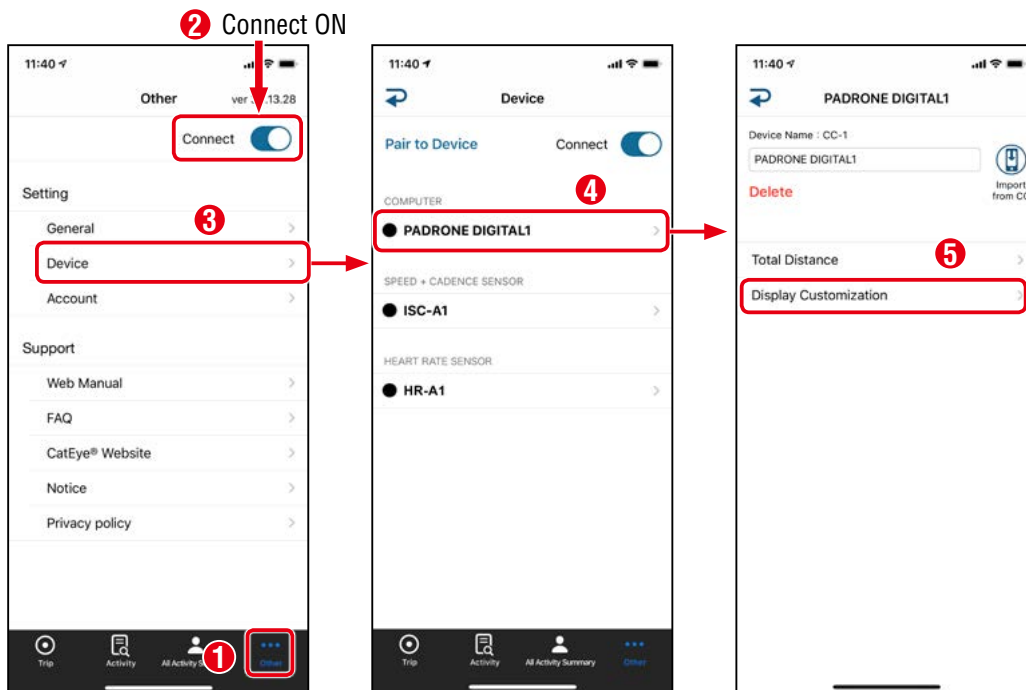 2 Connect ON
11:40
Other
ver .13.28
Connect
Setting
General
3
Device
Account
Support
Web Manual
FAQ
CatEye® Website
Notice
Privacy policy
Trip
Activity
All Activity S
1
Other
11:40
Device
Pair to Device
Connect
COMPUTER
4
PADRONE DIGITAL1
SPEED + CADENCE SENSOR
ISC-A1
HEART RATE SENSOR
HR-A1
Trip
Activity
All Activity Summary
Other
11:40
PADRONE DIGITAL1
Device Name : CC-1
PADRONE DIGITAL1
Delete
Import
from CC
Total Distance
5
Display Customization